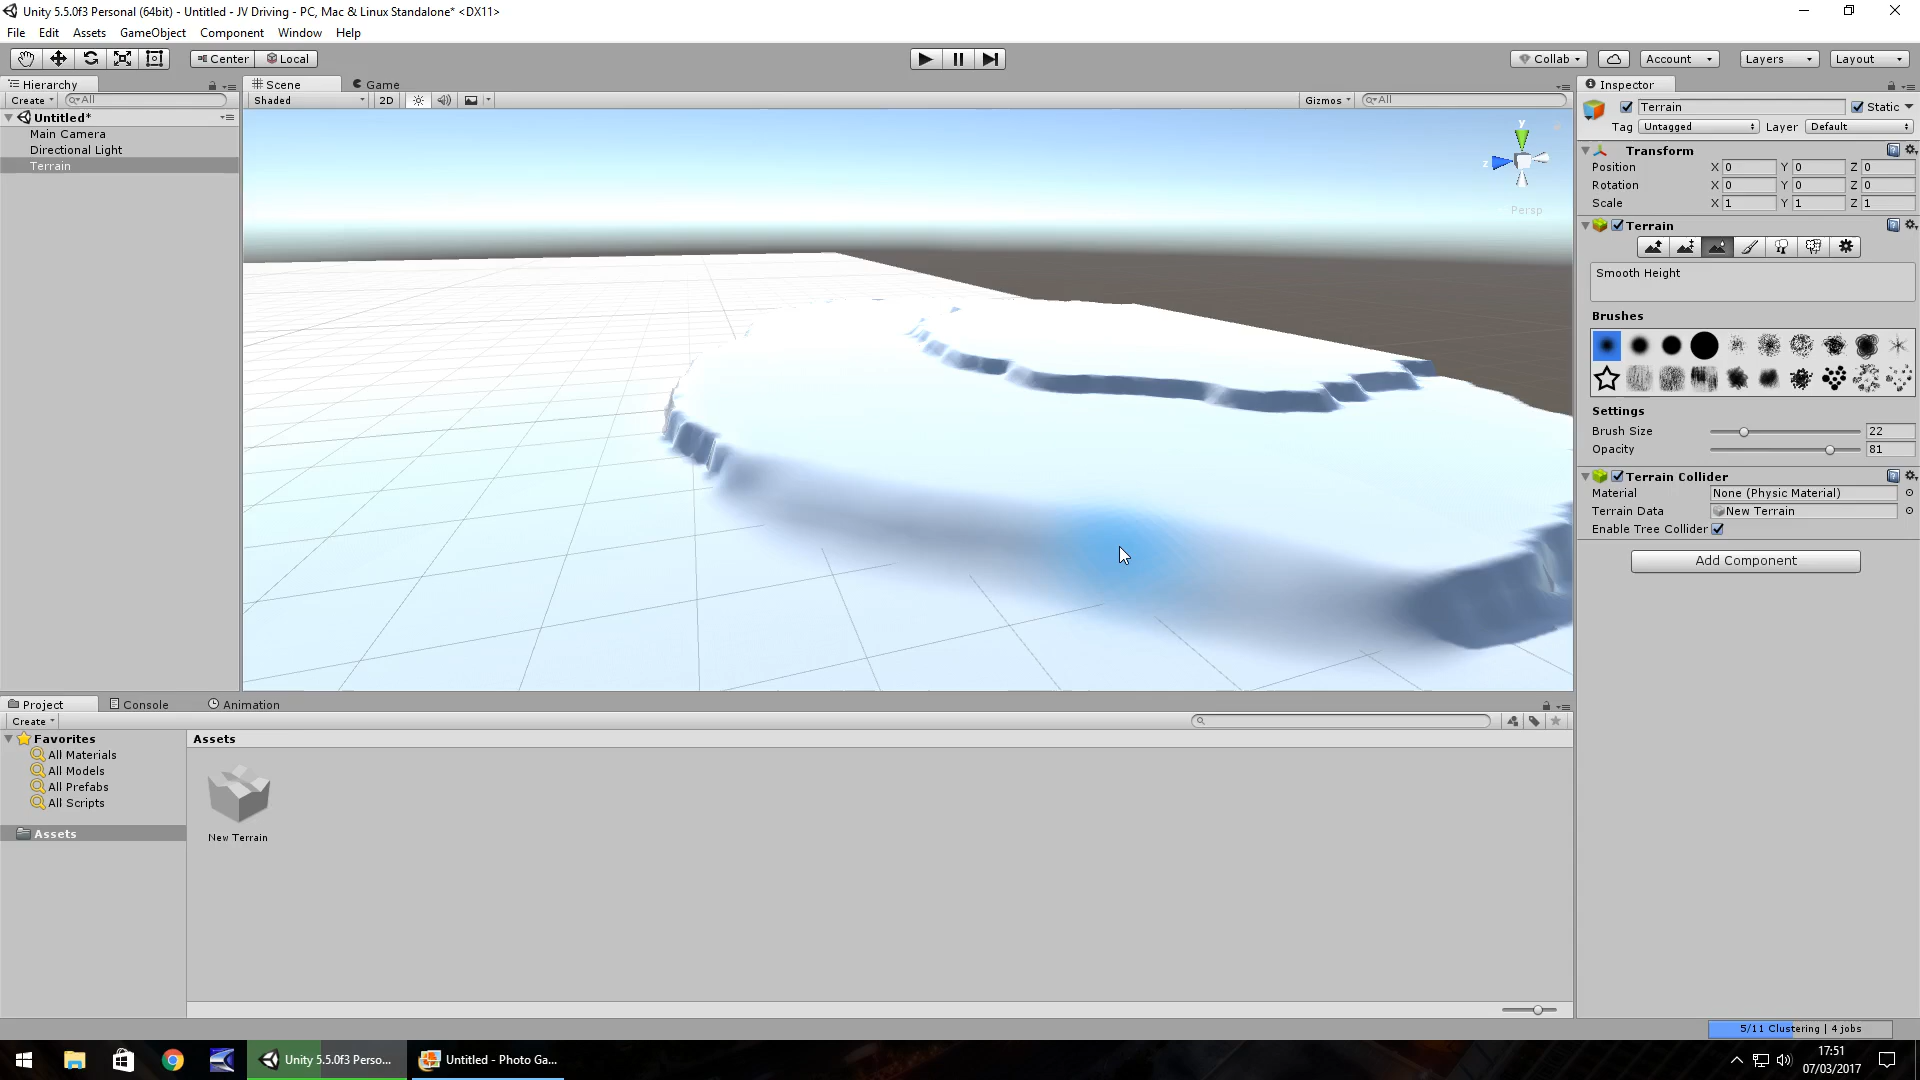 Unity 5.5.0f3 Personal (64bit) - Untitled - JV Driving - PC, Mac & Linux Standalone* <DX11>
File Edit Assets GameObject Component Window Help
Center Local
Collab Account Layers Layout
Hierarchy
Create All
Untitled*
Main Camera
Directional Light
Terrain
Scene Game
Shaded 2D Gizmos All
y
z
Persp
Inspector
Terrain Static
Tag Untagged Layer Default
Transform
Position X 0 Y 0 Z 0
Rotation X 0 Y 0 Z 0
Scale X 1 Y 1 Z 1
Terrain
Smooth Height
Brushes
Settings
Brush Size 22
Opacity 81
Terrain Collider
Material None (Physic Material)
Terrain Data New Terrain
Enable Tree Collider
Add Component
Project Console Animation
Create
Favorites
All Materials
All Models
All Prefabs
All Scripts
Assets
Assets
New Terrain
5/11 Clustering | 4 jobs
Unity 5.5.0f3 Perso...
Untitled - Photo Ga...
17:51
07/03/2017